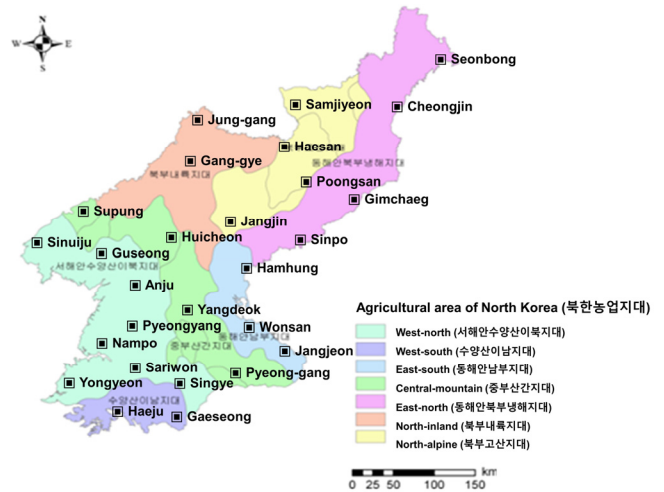 N
W E
S
Seonbong
Samjiyeon
Cheongjin
Jung-gang
Haesan
동해안북부냉해지대
Gang-gye
북부내륙지대
Poongsan
Gimchaeg
Supung
Jangjin
Huicheon
Sinpo
Sinuiju
Guseong
서해안수양산이북지대
Hamhung
Anju
Yangdeok
Pyeongyang
Wonsan
동해안남부지대
Nampo
중부산간지대
Jangjeon
Sariwon
Pyeong-gang
Yongyeon
Singye
수양산이남지대
Haeju
Gaeseong
Agricultural area of North Korea (북한농업지대)
West-north (서해안수양산이북지대)
West-south (수양산이남지대)
East-south (동해안남부지대)
Central-mountain (중부산간지대)
East-north (동해안북부냉해지대)
North-inland (북부내륙지대)
North-alpine (북부고산지대)
km
0 25 50 100 150